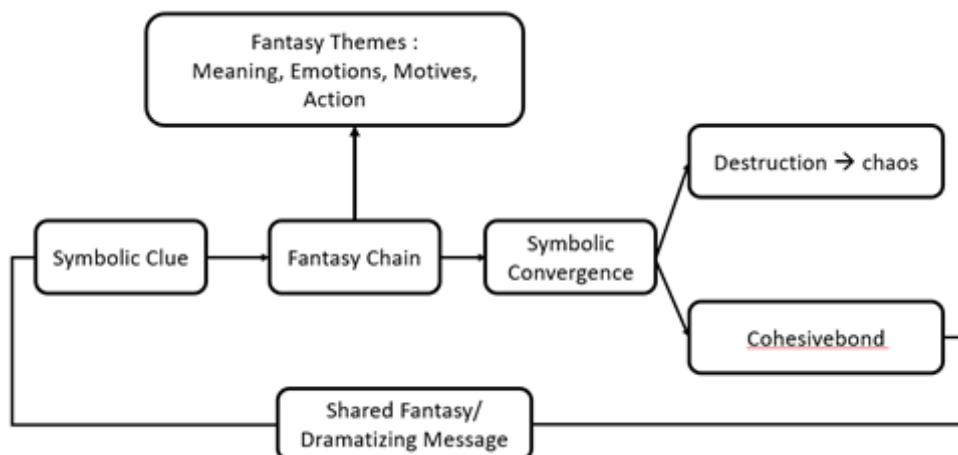 Fantasy Themes :
Meaning, Emotions, Motives,
Action
Destruction → chaos
Symbolic Clue
Fantasy Chain
Symbolic
Convergence
Cohesivebond
Shared Fantasy/
Dramatizing Message